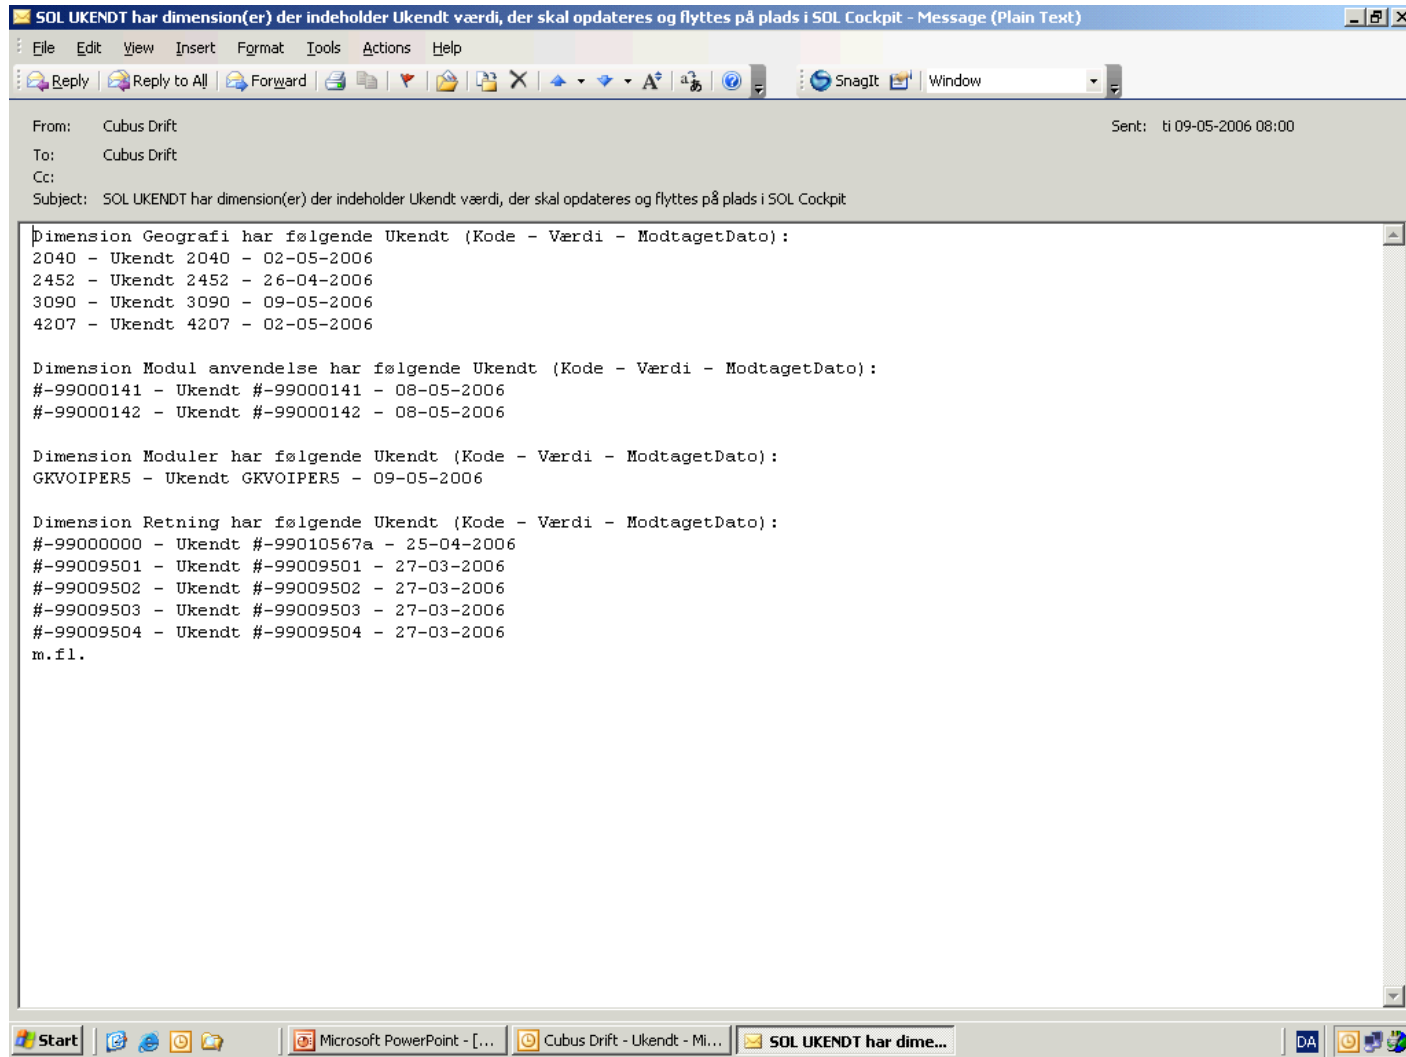 SOL UKENDT har dimension(er) der indeholder Ukendt værdi, der skal opdateres og flyttes på plads i SOL Cockpit - Message (Plain Text)
File Edit View Insert Format Tools Actions Help
Reply Reply to All Forward SnagIt Window
From: Cubus Drift Sent: ti 09-05-2006 08:00
To: Cubus Drift
Cc:
Subject: SOL UKENDT har dimension(er) der indeholder Ukendt værdi, der skal opdateres og flyttes på plads i SOL Cockpit
Dimension Geografi har følgende Ukendt (Kode - Værdi - ModtagetDato):
2040 - Ukendt 2040 - 02-05-2006
2452 - Ukendt 2452 - 26-04-2006
3090 - Ukendt 3090 - 09-05-2006
4207 - Ukendt 4207 - 02-05-2006
Dimension Modul anvendelse har følgende Ukendt (Kode - Værdi - ModtagetDato):
#-99000141 - Ukendt #-99000141 - 08-05-2006
#-99000142 - Ukendt #-99000142 - 08-05-2006
Dimension Moduler har følgende Ukendt (Kode - Værdi - ModtagetDato):
GKVOIPER5 - Ukendt GKVOIPER5 - 09-05-2006
Dimension Retning har følgende Ukendt (Kode - Værdi - ModtagetDato):
#-99000000 - Ukendt #-99010567a - 25-04-2006
#-99009501 - Ukendt #-99009501 - 27-03-2006
#-99009502 - Ukendt #-99009502 - 27-03-2006
#-99009503 - Ukendt #-99009503 - 27-03-2006
#-99009504 - Ukendt #-99009504 - 27-03-2006
m.fl.
Start Microsoft PowerPoint - [... Cubus Drift - Ukendt - Mi... SOL UKENDT har dime... DA